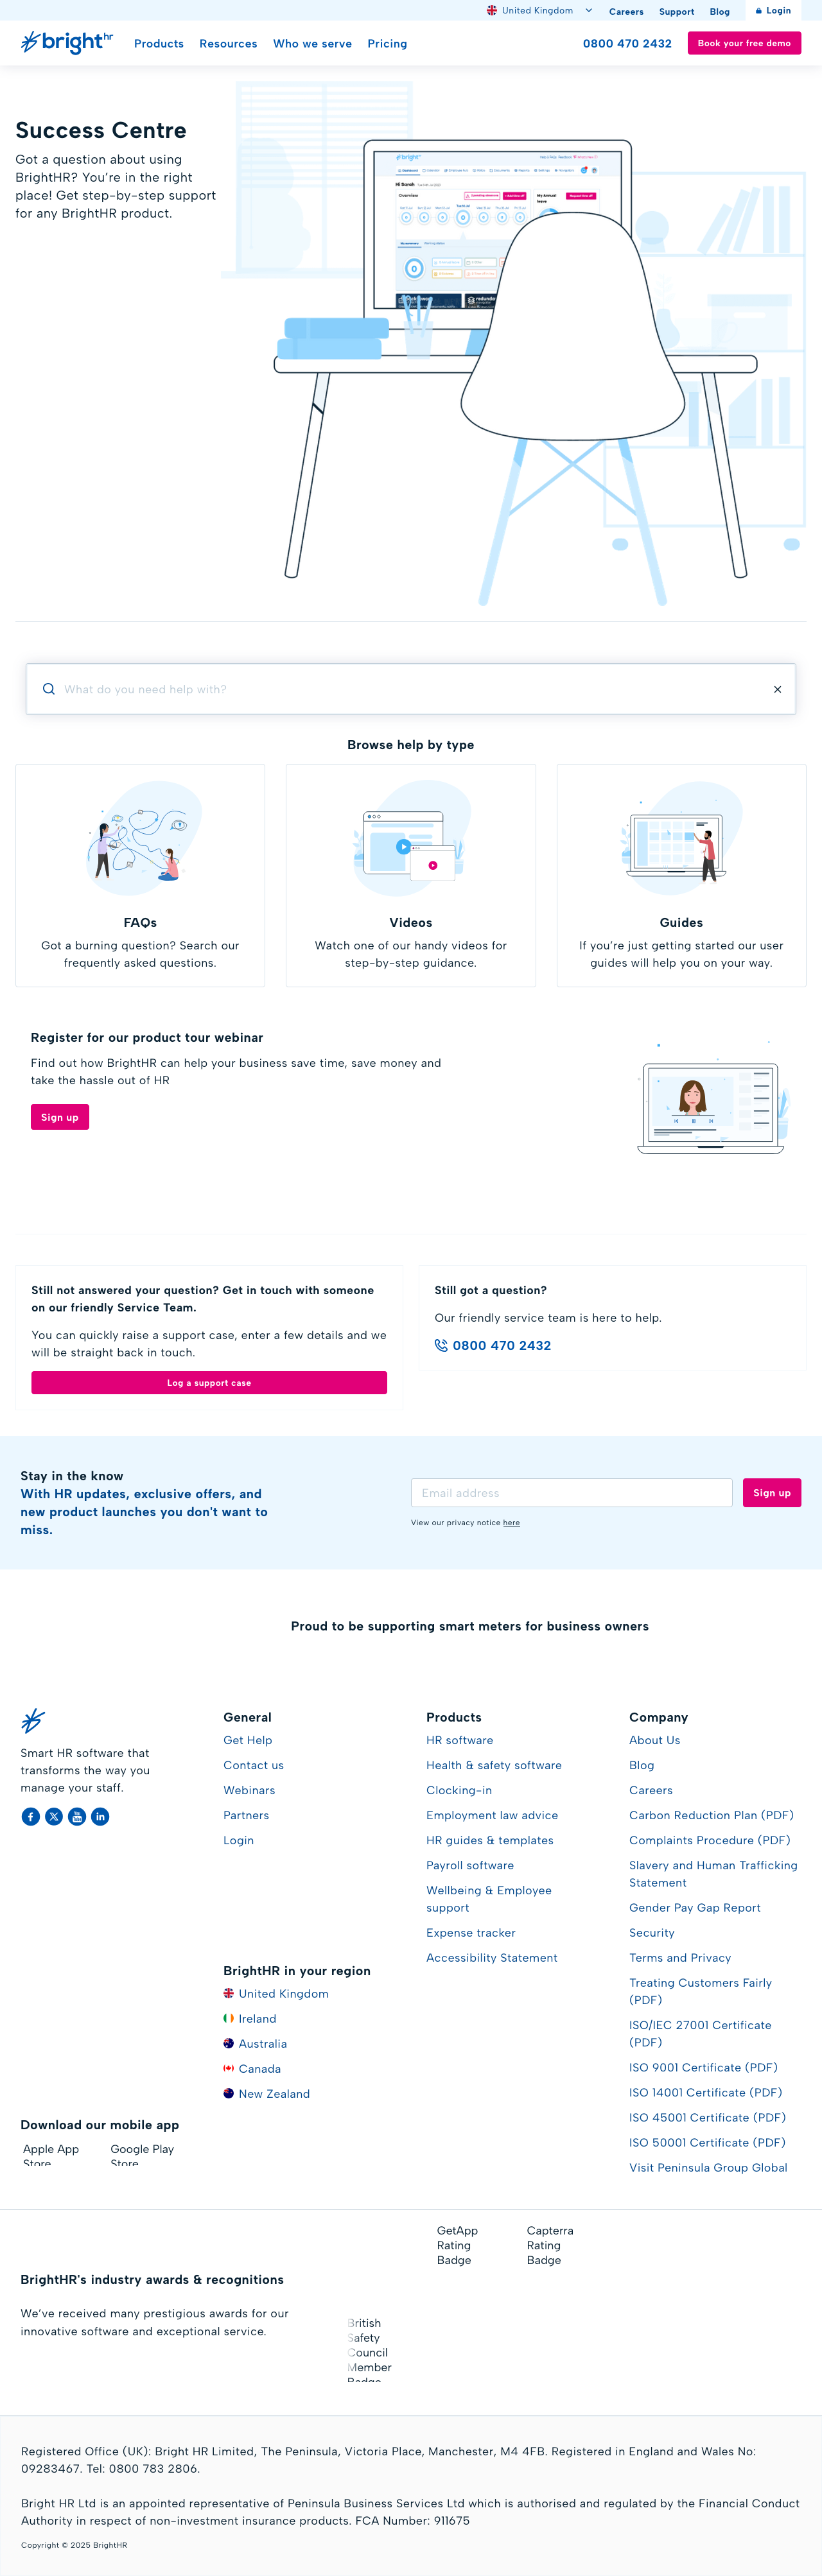 United Kingdom
Careers
Support
Blog
Login
bright hr
Products
Resources
Who we serve
Pricing
0800 470 2432
Book your free demo
Success Centre
Got a question about using
BrightHR? You’re in the right
place! Get step-by-step support
for any BrightHR product.
bright
Hi Sarah
Overview
My Annual
leave
What do you need help with?
Browse help by type
FAQs
Got a burning question? Search our
frequently asked questions.
Videos
Watch one of our handy videos for
step-by-step guidance.
Guides
If you’re just getting started our user
guides will help you on your way.
Register for our product tour webinar
Find out how BrightHR can help your business save time, save money and
take the hassle out of HR
Sign up
Still not answered your question? Get in touch with someone
on our friendly Service Team.
You can quickly raise a support case, enter a few details and we
will be straight back in touch.
Log a support case
Still got a question?
Our friendly service team is here to help.
0800 470 2432
Stay in the know
With HR updates, exclusive offers, and
new product launches you don't want to
miss.
Email address
Sign up
View our privacy notice here
Proud to be supporting smart meters for business owners
Smart HR software that
transforms the way you
manage your staff.
General
Get Help
Contact us
Webinars
Partners
Login
BrightHR in your region
United Kingdom
Ireland
Australia
Canada
New Zealand
Products
HR software
Health & safety software
Clocking-in
Employment law advice
HR guides & templates
Payroll software
Wellbeing & Employee
support
Expense tracker
Accessibility Statement
Company
About Us
Blog
Careers
Carbon Reduction Plan (PDF)
Complaints Procedure (PDF)
Slavery and Human Trafficking
Statement
Gender Pay Gap Report
Security
Terms and Privacy
Treating Customers Fairly
(PDF)
ISO/IEC 27001 Certificate
(PDF)
ISO 9001 Certificate (PDF)
ISO 14001 Certificate (PDF)
ISO 45001 Certificate (PDF)
ISO 50001 Certificate (PDF)
Visit Peninsula Group Global
Download our mobile app
Apple App
Store
Google Play
Store
GetApp
Rating
Badge
Capterra
Rating
Badge
BrightHR's industry awards & recognitions
We’ve received many prestigious awards for our
innovative software and exceptional service.
British
Safety
Council
Member
Badge
Registered Office (UK): Bright HR Limited, The Peninsula, Victoria Place, Manchester, M4 4FB. Registered in England and Wales No:
09283467. Tel: 0800 783 2806.
Bright HR Ltd is an appointed representative of Peninsula Business Services Ltd which is authorised and regulated by the Financial Conduct
Authority in respect of non-investment insurance products. FCA Number: 911675
Copyright © 2025 BrightHR